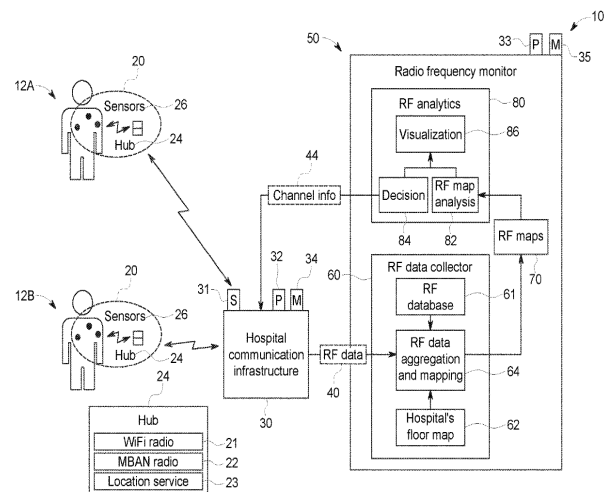 10
50
33
P
M
35
Radio frequency monitor
RF analytics
80
Visualization
86
Decision
84
RF map
analysis
82
RF maps
70
44
Channel info
12A
20
Sensors
26
Hub
24
12B
20
Sensors
26
Hub
24
31
S
32
P
M
34
Hospital
communication
infrastructure
30
RF data
40
60
RF data collector
RF
database
61
RF data
aggregation
and mapping
64
Hospital's
floor map
62
24
Hub
WiFi radio
21
MBAN radio
22
Location service
23